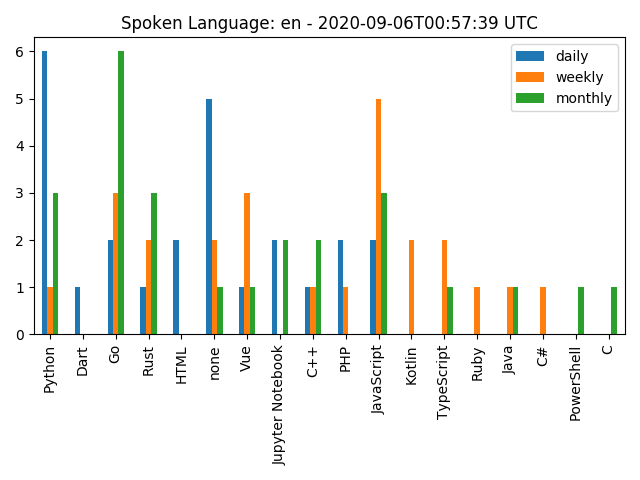 Spoken Language: en - 2020-09-06T00:57:39 UTC
daily
weekly
monthly
6
5
4
3
2
1
0
Python
Dart
Go
Rust
HTML
none
Vue
Jupyter Notebook
C++
PHP
JavaScript
Kotlin
TypeScript
Ruby
Java
C#
PowerShell
C